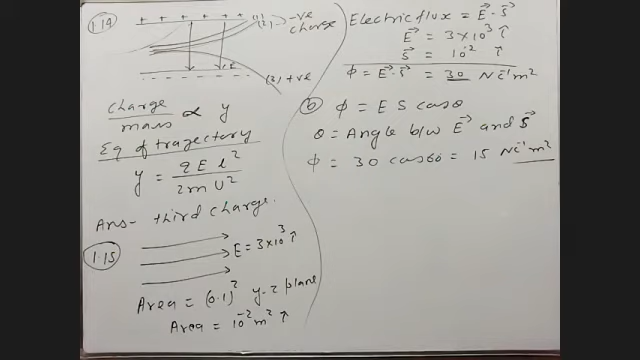 1.14
+ + + + + + (1) -ve
(2) charge
E
- - - - - - - (3) +ve
charge
mass ∝ y
Eq of trajectory
y = qEl²
2mu²
Ans- third charge.
1.15
E = 3×10³ î
Area = (0.1)² y-z plane
Area = 10⁻² m² î
Electric flux = E⃗ · S⃗
E⃗ = 3×10³ î
S⃗ = 10⁻² î
Φ = E⃗·S⃗ = 30 NC⁻¹m²
(b) Φ = E S cosθ
θ = Angle b/w E⃗ and S⃗
Φ = 30 cos60 = 15 NC⁻¹m²